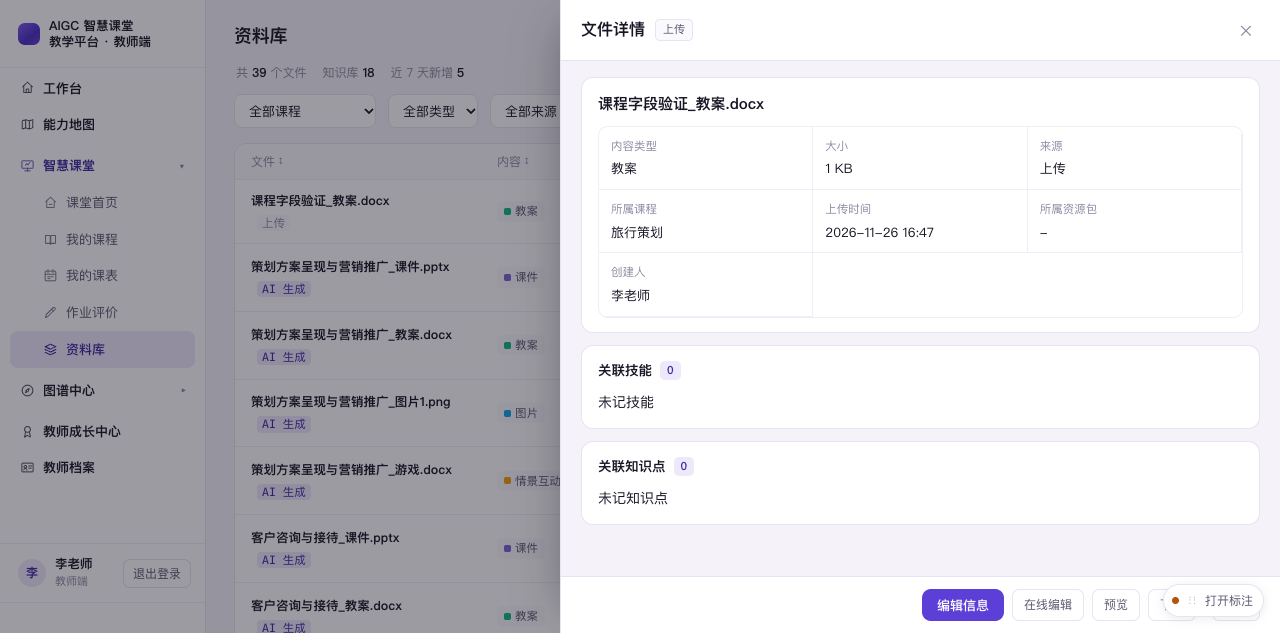 AIGC 智慧课堂
教学平台 · 教师端
工作台
能力地图
智慧课堂
课堂首页
我的课程
我的课表
作业评价
资料库
图谱中心
教师成长中心
教师档案
李
李老师
教师端
退出登录
资料库
共 39 个文件 知识库 18 近 7 天新增 5
全部课程 全部类型 全部来源
文件 内容
课程字段验证_教案.docx
上传
教案
策划方案呈现与营销推广_课件.pptx
AI 生成
课件
策划方案呈现与营销推广_教案.docx
AI 生成
教案
策划方案呈现与营销推广_图片1.png
AI 生成
图片
策划方案呈现与营销推广_游戏.docx
AI 生成
情景互动
客户咨询与接待_课件.pptx
AI 生成
课件
客户咨询与接待_教案.docx
AI 生成
教案
文件详情 上传
课程字段验证_教案.docx
内容类型
教案
大小
1 KB
来源
上传
所属课程
旅行策划
上传时间
2026-11-26 16:47
所属资源包
–
创建人
李老师
关联技能 0
未记技能
关联知识点 0
未记知识点
编辑信息 在线编辑 预览
打开标注